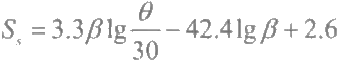 S_s = 3.3β lg θ/30 − 42.4 lg β + 2.6